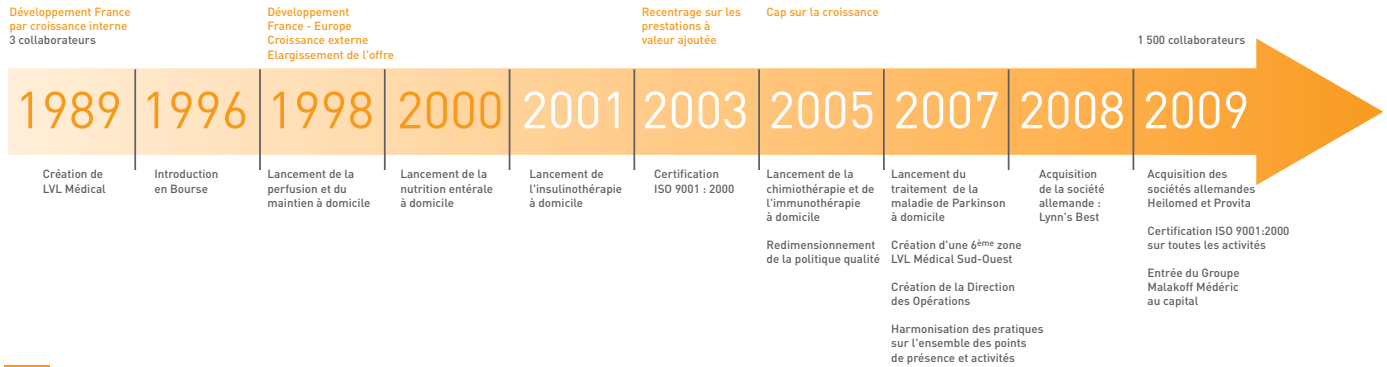 Développement France
par croissance interne
3 collaborateurs
Développement
France - Europe
Croissance externe
Elargissement de l'offre
Recentrage sur les
prestations à
valeur ajoutée
Cap sur la croissance
1 500 collaborateurs
1989
1996
1998
2000
2001
2003
2005
2007
2008
2009
Création de
LVL Médical
Introduction
en Bourse
Lancement de la
perfusion et du
maintien à domicile
Lancement de la
nutrition entérale
à domicile
Lancement de
l'insulinothérapie
à domicile
Certification
ISO 9001 : 2000
Lancement de la
chimiothérapie et de
l'immunothérapie
à domicile
Redimensionnement
de la politique qualité
Lancement du
traitement de la
maladie de Parkinson
à domicile
Création d'une 6ème zone
LVL Médical Sud-Ouest
Création de la Direction
des Opérations
Harmonisation des pratiques
sur l'ensemble des points
de présence et activités
Acquisition
de la société
allemande :
Lynn's Best
Acquisition des
sociétés allemandes
Heilomed et Provita
Certification ISO 9001:2000
sur toutes les activités
Entrée du Groupe
Malakoff Médéric
au capital